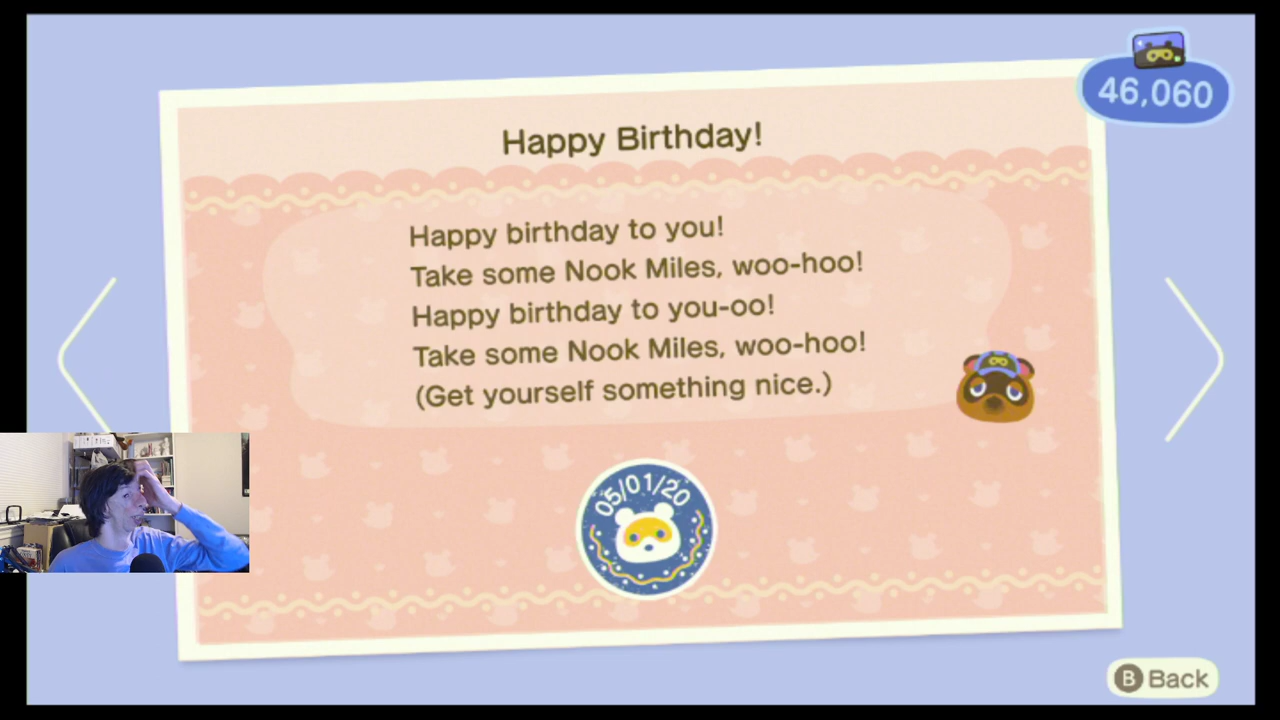 46,060
Happy Birthday!
Happy birthday to you!
Take some Nook Miles, woo-hoo!
Happy birthday to you-oo!
Take some Nook Miles, woo-hoo!
(Get yourself something nice.)
05/01/20
B Back